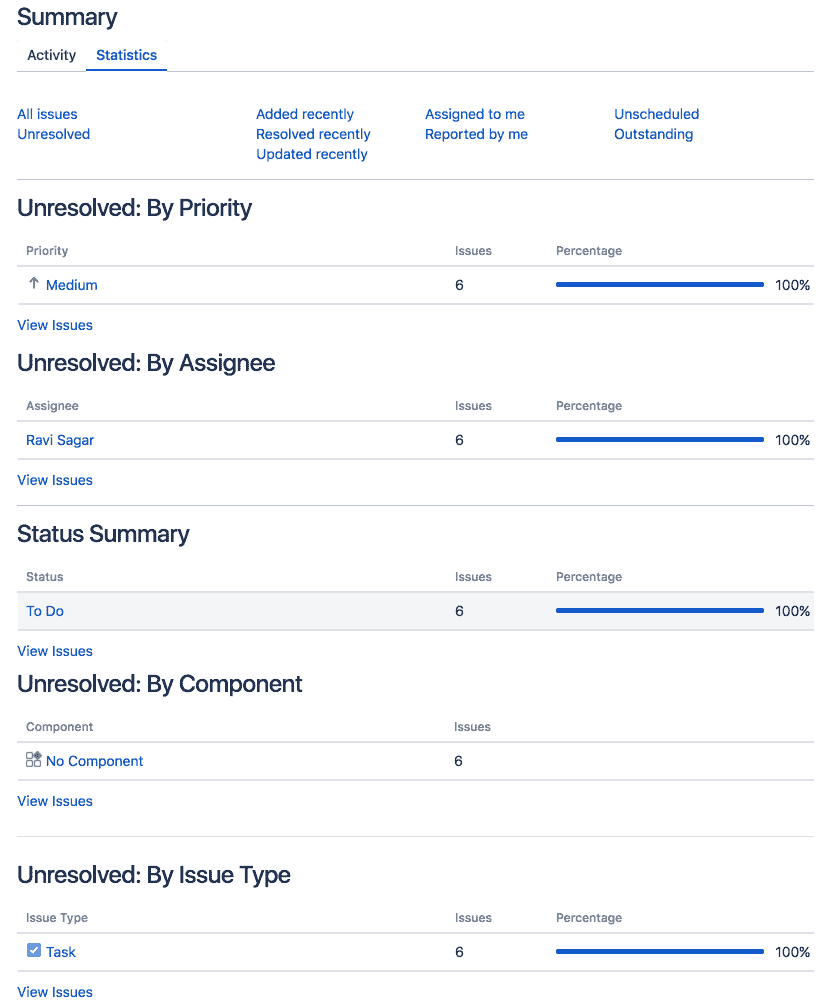 Summary
Activity Statistics
All issues Added recently Assigned to me Unscheduled
Unresolved Resolved recently Reported by me Outstanding
Updated recently
Unresolved: By Priority
Priority Issues Percentage
Medium 6 100%
View Issues
Unresolved: By Assignee
Assignee Issues Percentage
Ravi Sagar 6 100%
View Issues
Status Summary
Status Issues Percentage
To Do 6 100%
View Issues
Unresolved: By Component
Component Issues
No Component 6
View Issues
Unresolved: By Issue Type
Issue Type Issues Percentage
Task 6 100%
View Issues